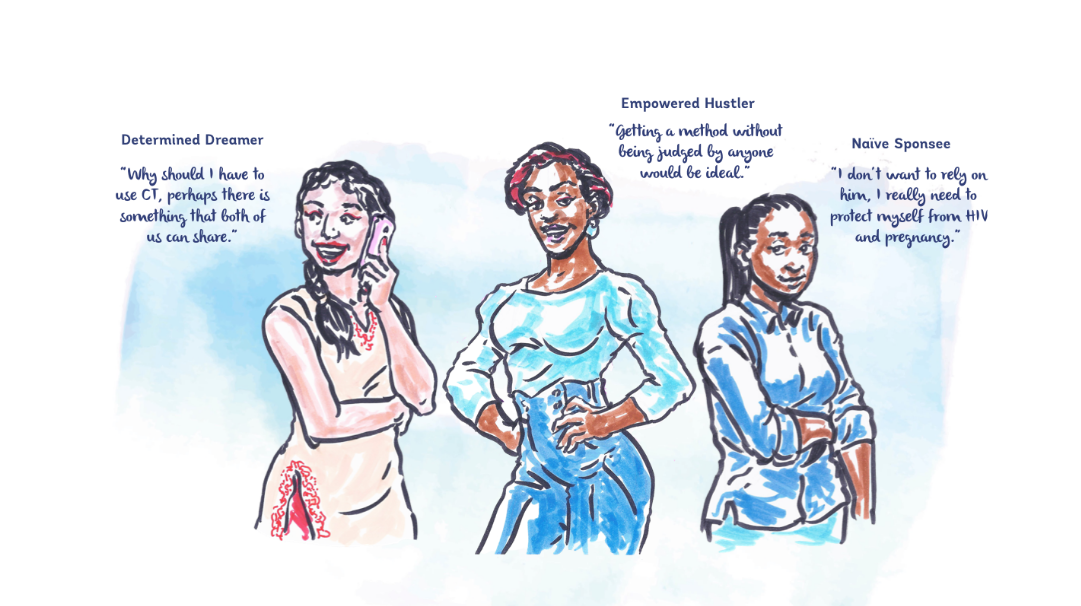 Determined Dreamer
"Why should I have to
use CT, perhaps there is
something that both of
us can share."
Empowered Hustler
"Getting a method without
being judged by anyone
would be ideal."
Naïve Sponsee
"I don't want to rely on
him, I really need to
protect myself from HIV
and pregnancy."